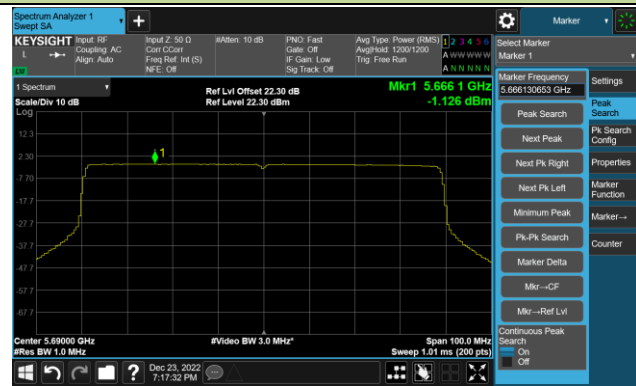 Spectrum Analyzer 1
Swept SA
Marker
KEYSIGHT
L
LW
Input: RF
Coupling: AC
Align: Auto
Input Z: 50 Ω
Corr CCorr
Freq Ref: Int (S)
NFE: Off
#Atten: 10 dB
PNO: Fast
Gate: Off
IF Gain: Low
Sig Track: Off
Avg Type: Power (RMS)
Avg|Hold: 1200/1200
Trig: Free Run
1 2 3 4 5 6
A W W W W W
A N N N N N
Select Marker
Marker 1
1 Spectrum
Scale/Div 10 dB
Ref Lvl Offset 22.30 dB
Ref Level 22.30 dBm
Mkr1 5.666 1 GHz
-1.126 dBm
Log
12.3
2.30
-7.70
-17.7
-27.7
-37.7
-47.7
-57.7
-67.7
1
Center 5.69000 GHz
#Res BW 1.0 MHz
#Video BW 3.0 MHz*
Span 100.0 MHz
Sweep 1.01 ms (200 pts)
Marker Frequency
5.666130653 GHz
Peak Search
Next Peak
Next Pk Right
Next Pk Left
Minimum Peak
Pk-Pk Search
Marker Delta
Mkr→CF
Mkr→Ref Lvl
Continuous Peak
Search
On
Off
Settings
Peak
Search
Pk Search
Config
Properties
Marker
Function
Marker→
Counter
?
Dec 23, 2022
7:17:32 PM